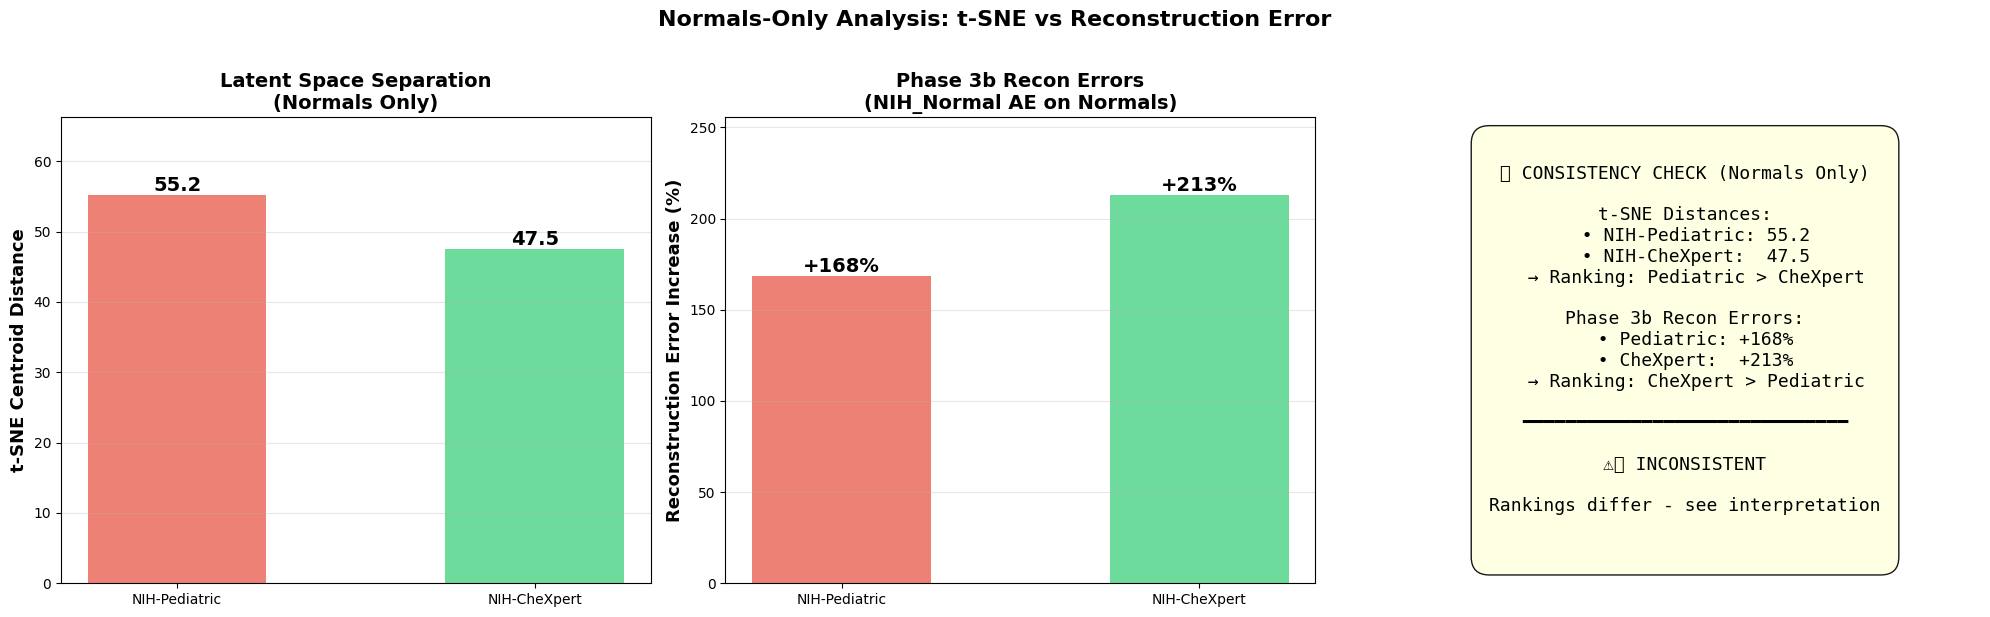 Normals-Only Analysis: t-SNE vs Reconstruction Error
Latent Space Separation
(Normals Only)
t-SNE Centroid Distance
60
50
40
30
20
10
0
55.2
47.5
NIH-Pediatric
NIH-CheXpert
Phase 3b Recon Errors
(NIH_Normal AE on Normals)
Reconstruction Error Increase (%)
250
200
150
100
50
0
+168%
+213%
NIH-Pediatric
NIH-CheXpert
CONSISTENCY CHECK (Normals Only)
t-SNE Distances:
• NIH-Pediatric: 55.2
• NIH-CheXpert:  47.5
→ Ranking: Pediatric > CheXpert
Phase 3b Recon Errors:
• Pediatric: +168%
• CheXpert:  +213%
→ Ranking: CheXpert > Pediatric
⚠ INCONSISTENT
Rankings differ - see interpretation